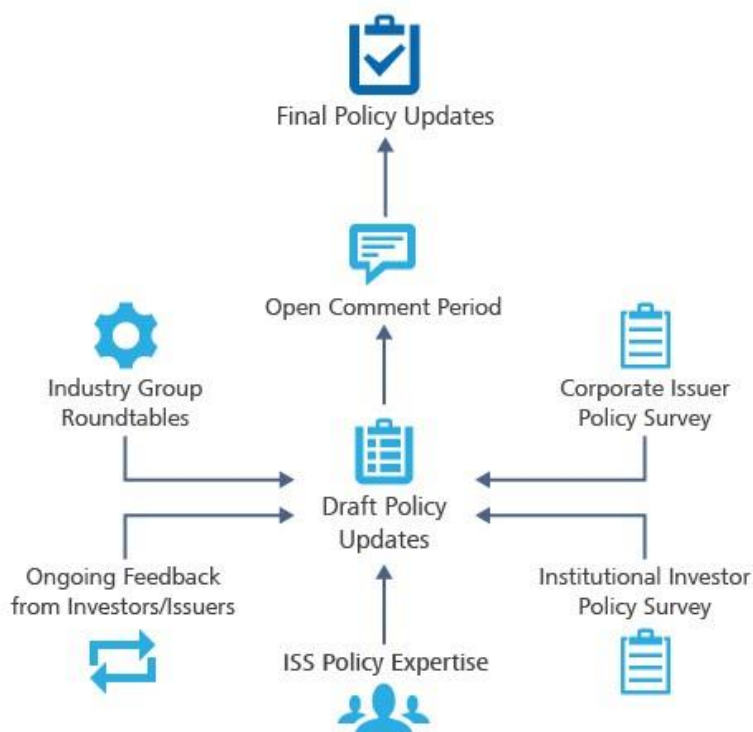 Final Policy Updates
Open Comment Period
Industry Group
Roundtables
Corporate Issuer
Policy Survey
Draft Policy
Updates
Ongoing Feedback
from Investors/Issuers
Institutional Investor
Policy Survey
ISS Policy Expertise